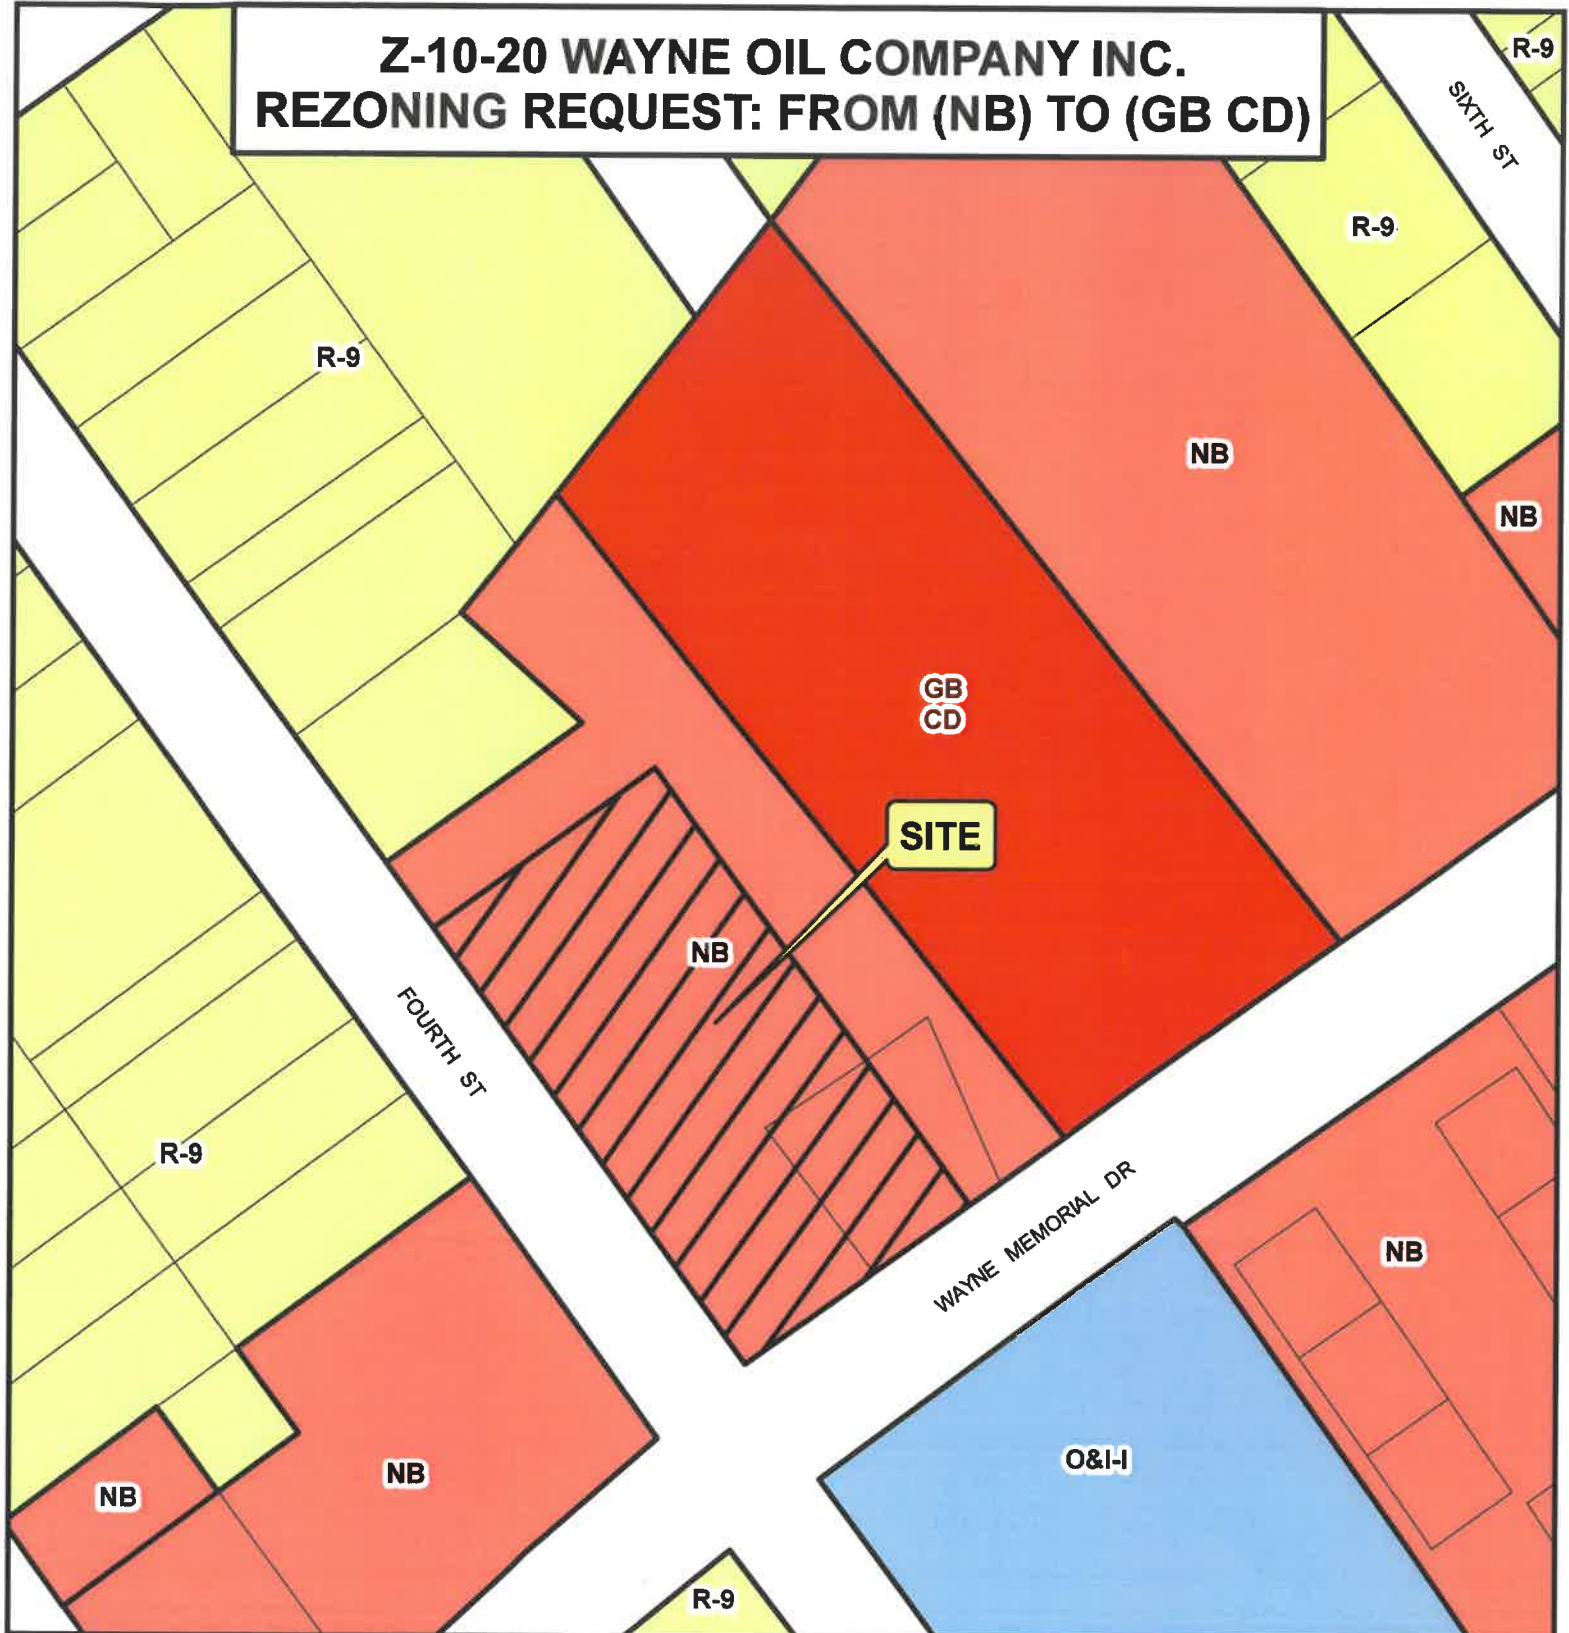 Z-10-20 WAYNE OIL COMPANY INC.
REZONING REQUEST: FROM (NB) TO (GB CD)
R-9
SIXTH ST
R-9
R-9
NB
NB
GB
CD
SITE
NB
FOURTH ST
R-9
WAYNE MEMORIAL DR
NB
O&I-I
NB
NB
R-9